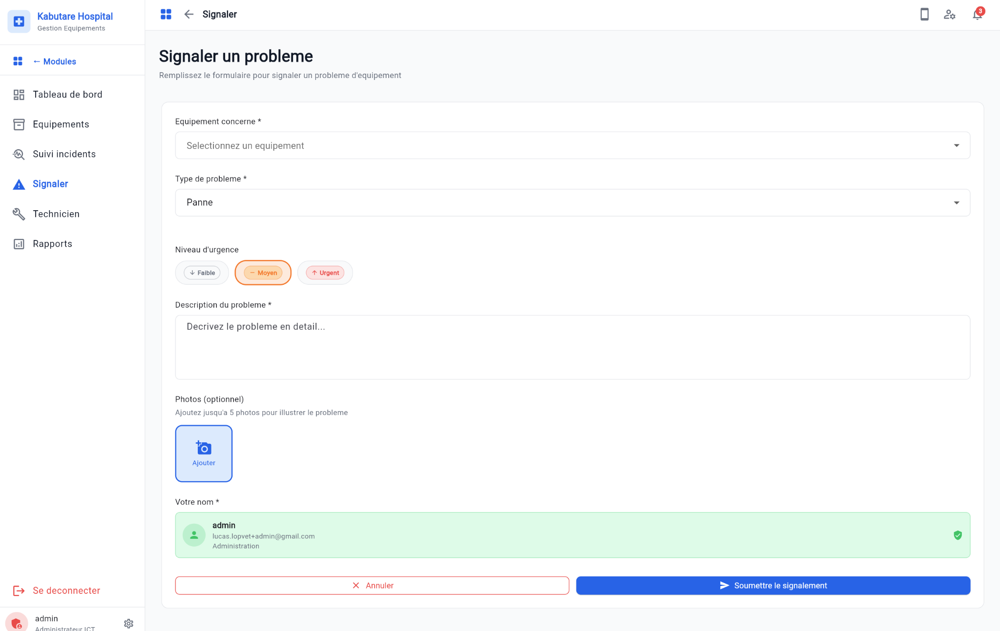 Kabutare Hospital
Gestion Equipements
← Modules
Tableau de bord
Equipements
Suivi incidents
Signaler
Technicien
Rapports
Se deconnecter
admin
Administrateur ICT
Signaler
3
Signaler un probleme
Remplissez le formulaire pour signaler un probleme d'equipement
Equipement concerne *
Selectionnez un equipement
Type de probleme *
Panne
Niveau d'urgence
↓ Faible
− Moyen
↑ Urgent
Description du probleme *
Decrivez le probleme en detail...
Photos (optionnel)
Ajoutez jusqu'a 5 photos pour illustrer le probleme
Ajouter
Votre nom *
admin
lucas.lopvet+admin@gmail.com
Administration
Annuler
Soumettre le signalement